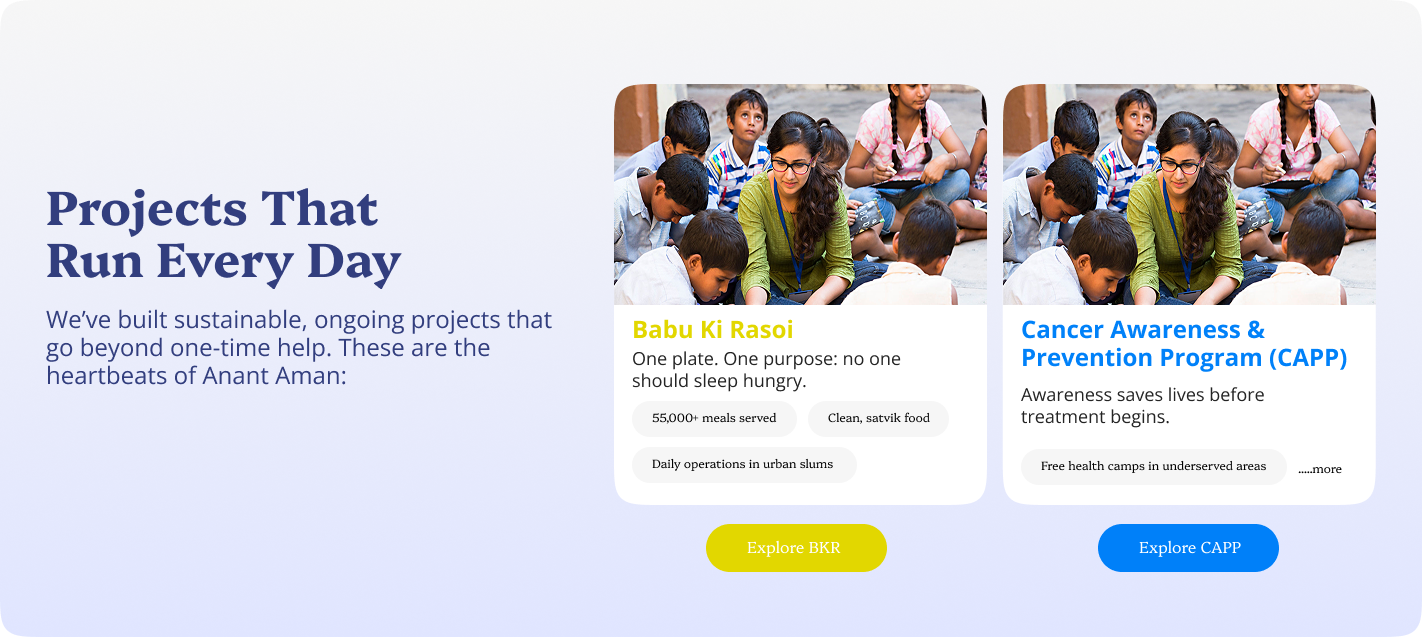 Projects That
Run Every Day
We’ve built sustainable, ongoing projects that
go beyond one-time help. These are the
heartbeats of Anant Aman:
Babu Ki Rasoi
One plate. One purpose: no one
should sleep hungry.
55,000+ meals served
Clean, satvik food
Daily operations in urban slums
Explore BKR
Cancer Awareness &
Prevention Program (CAPP)
Awareness saves lives before
treatment begins.
Free health camps in underserved areas
.....more
Explore CAPP